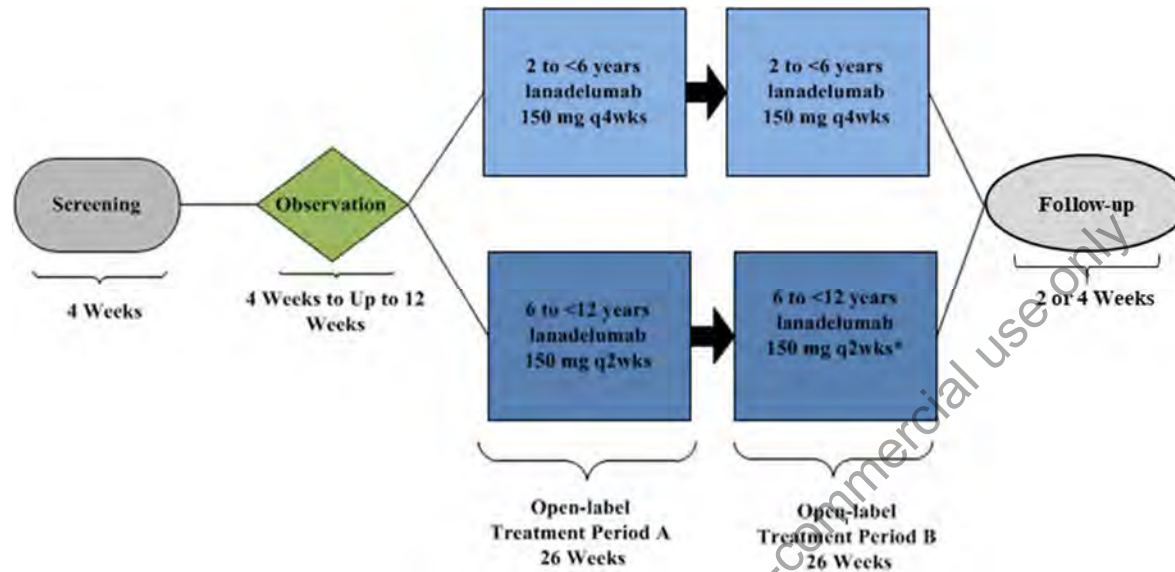 Screening
4 Weeks
Observation
4 Weeks to Up to 12
Weeks
2 to <6 years
lanadelumab
150 mg q4wks
2 to <6 years
lanadelumab
150 mg q4wks
6 to <12 years
lanadelumab
150 mg q2wks
6 to <12 years
lanadelumab
150 mg q2wks*
Open-label
Treatment Period A
26 Weeks
Open-label
Treatment Period B
26 Weeks
Follow-up
2 or 4 Weeks
-commercial use only